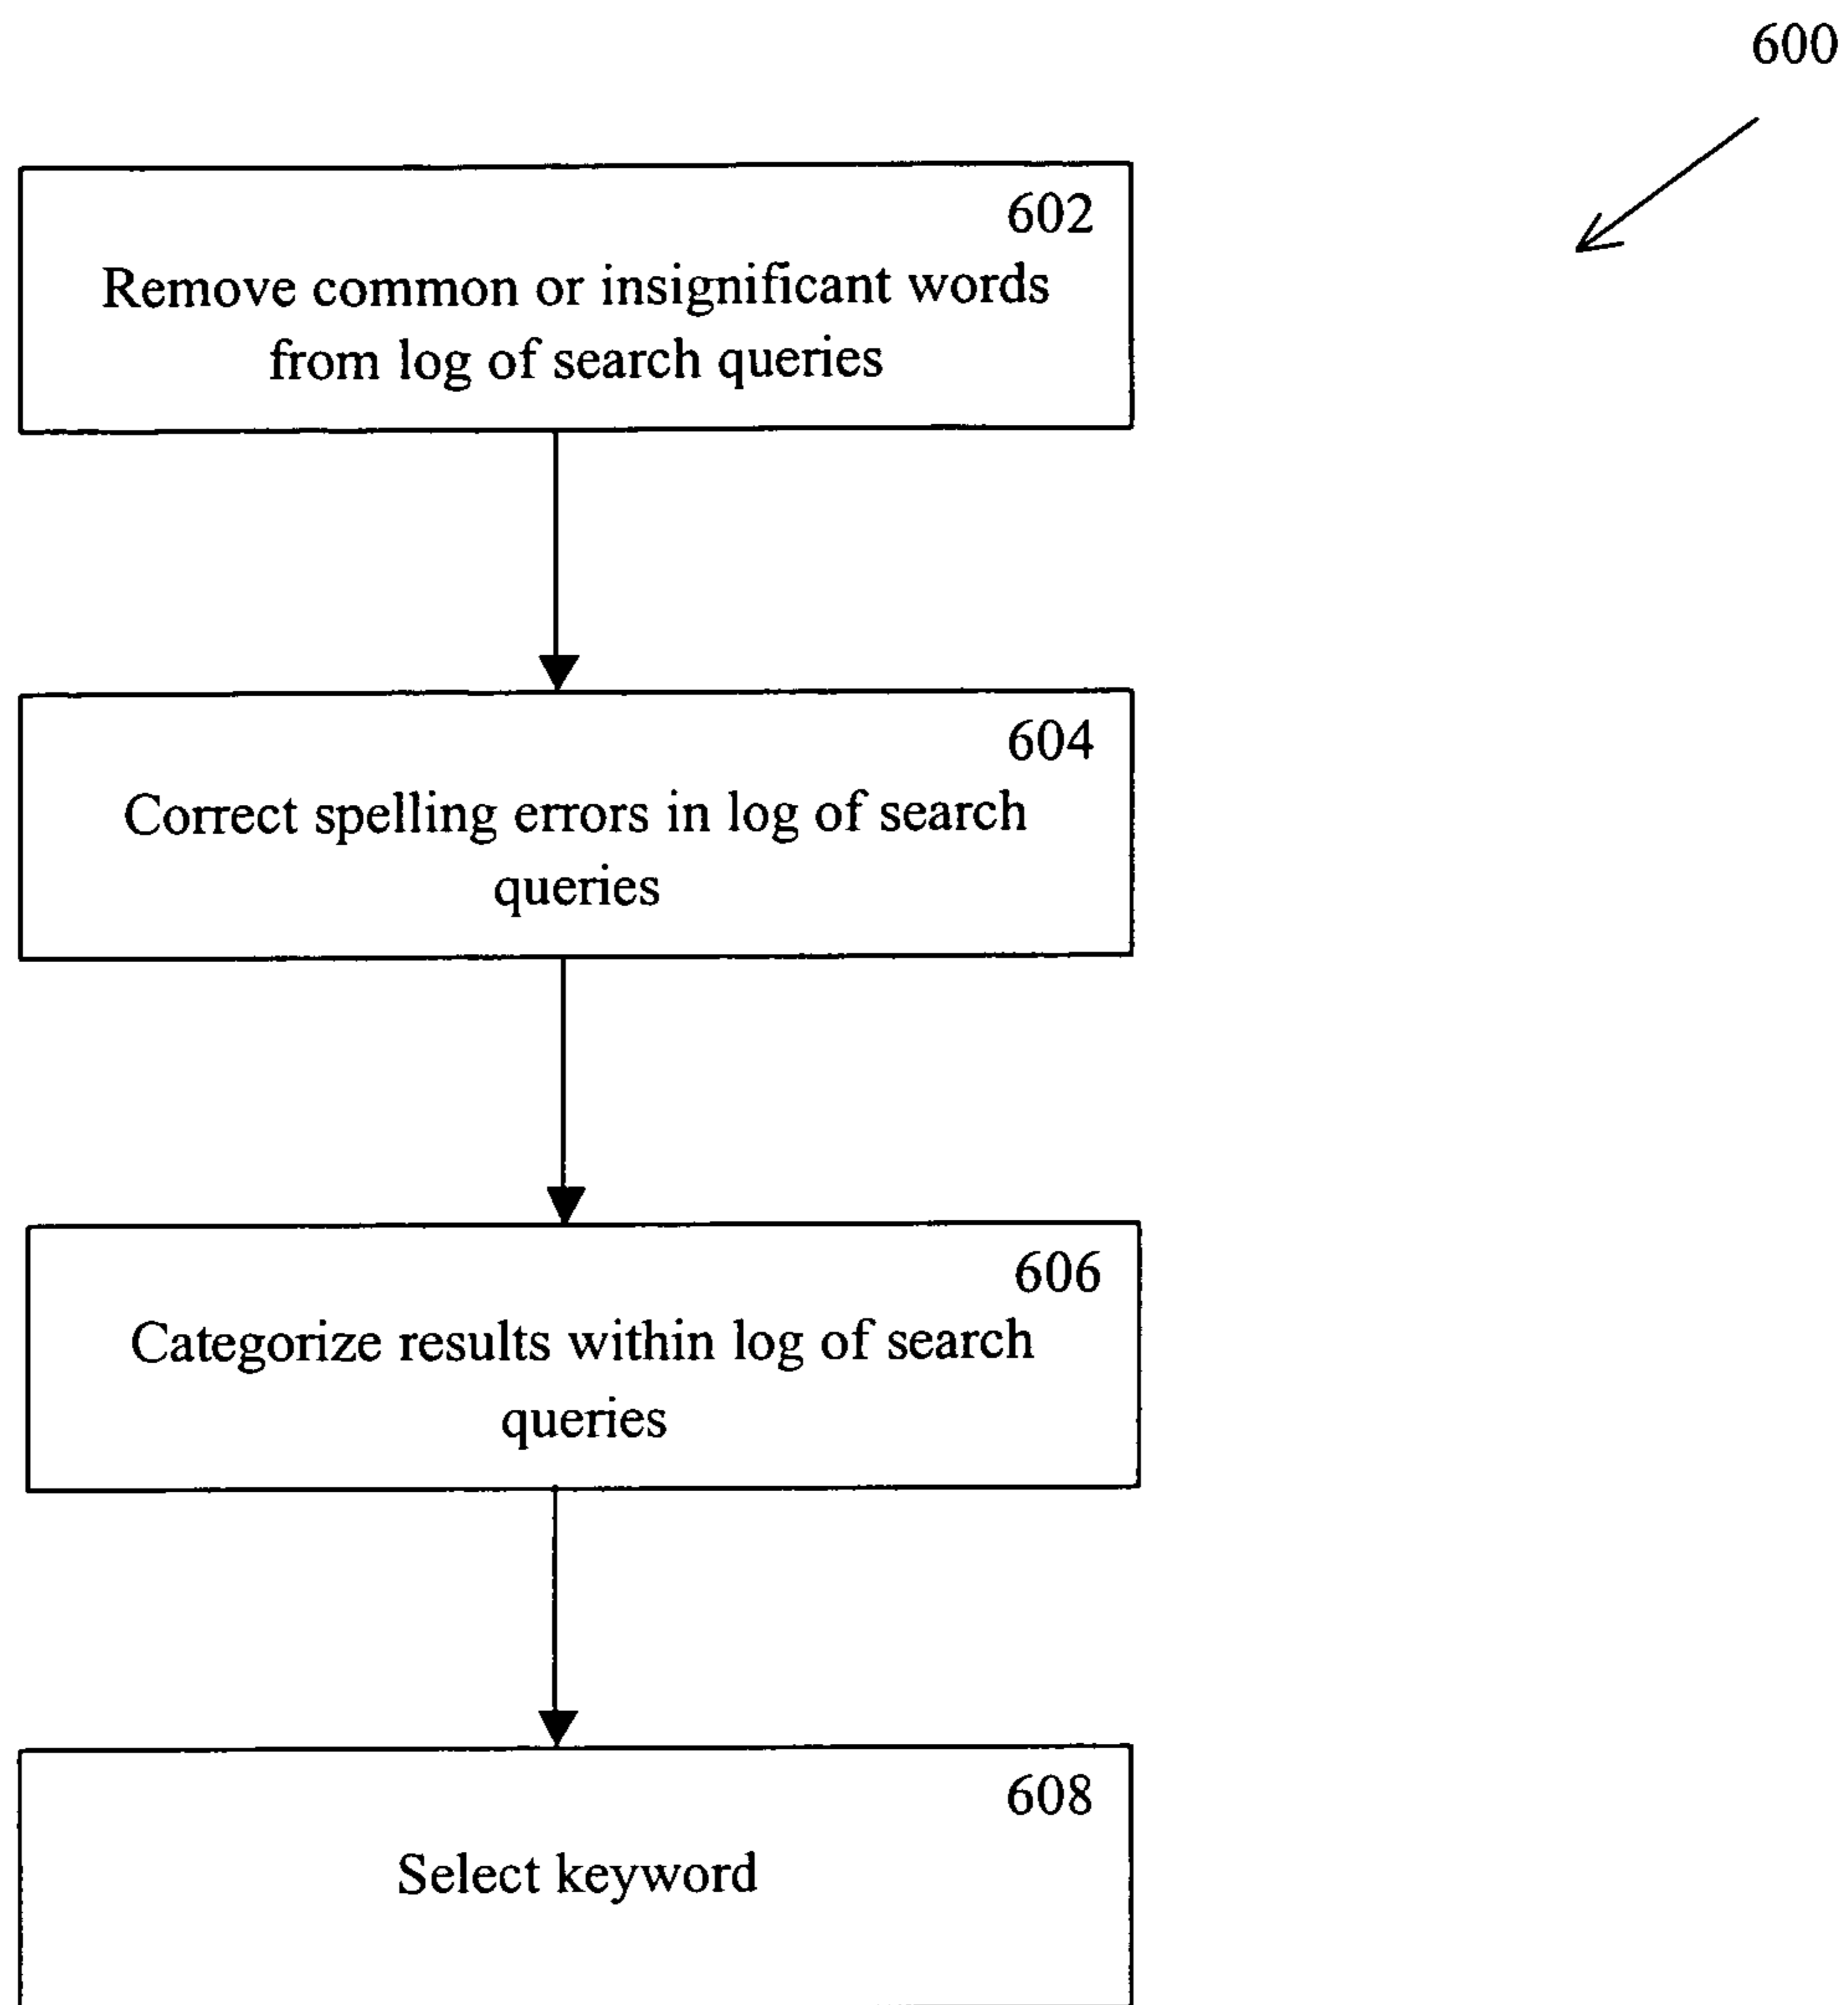 600
602
Remove common or insignificant words
from log of search queries
604
Correct spelling errors in log of search
queries
606
Categorize results within log of search
queries
608
Select keyword